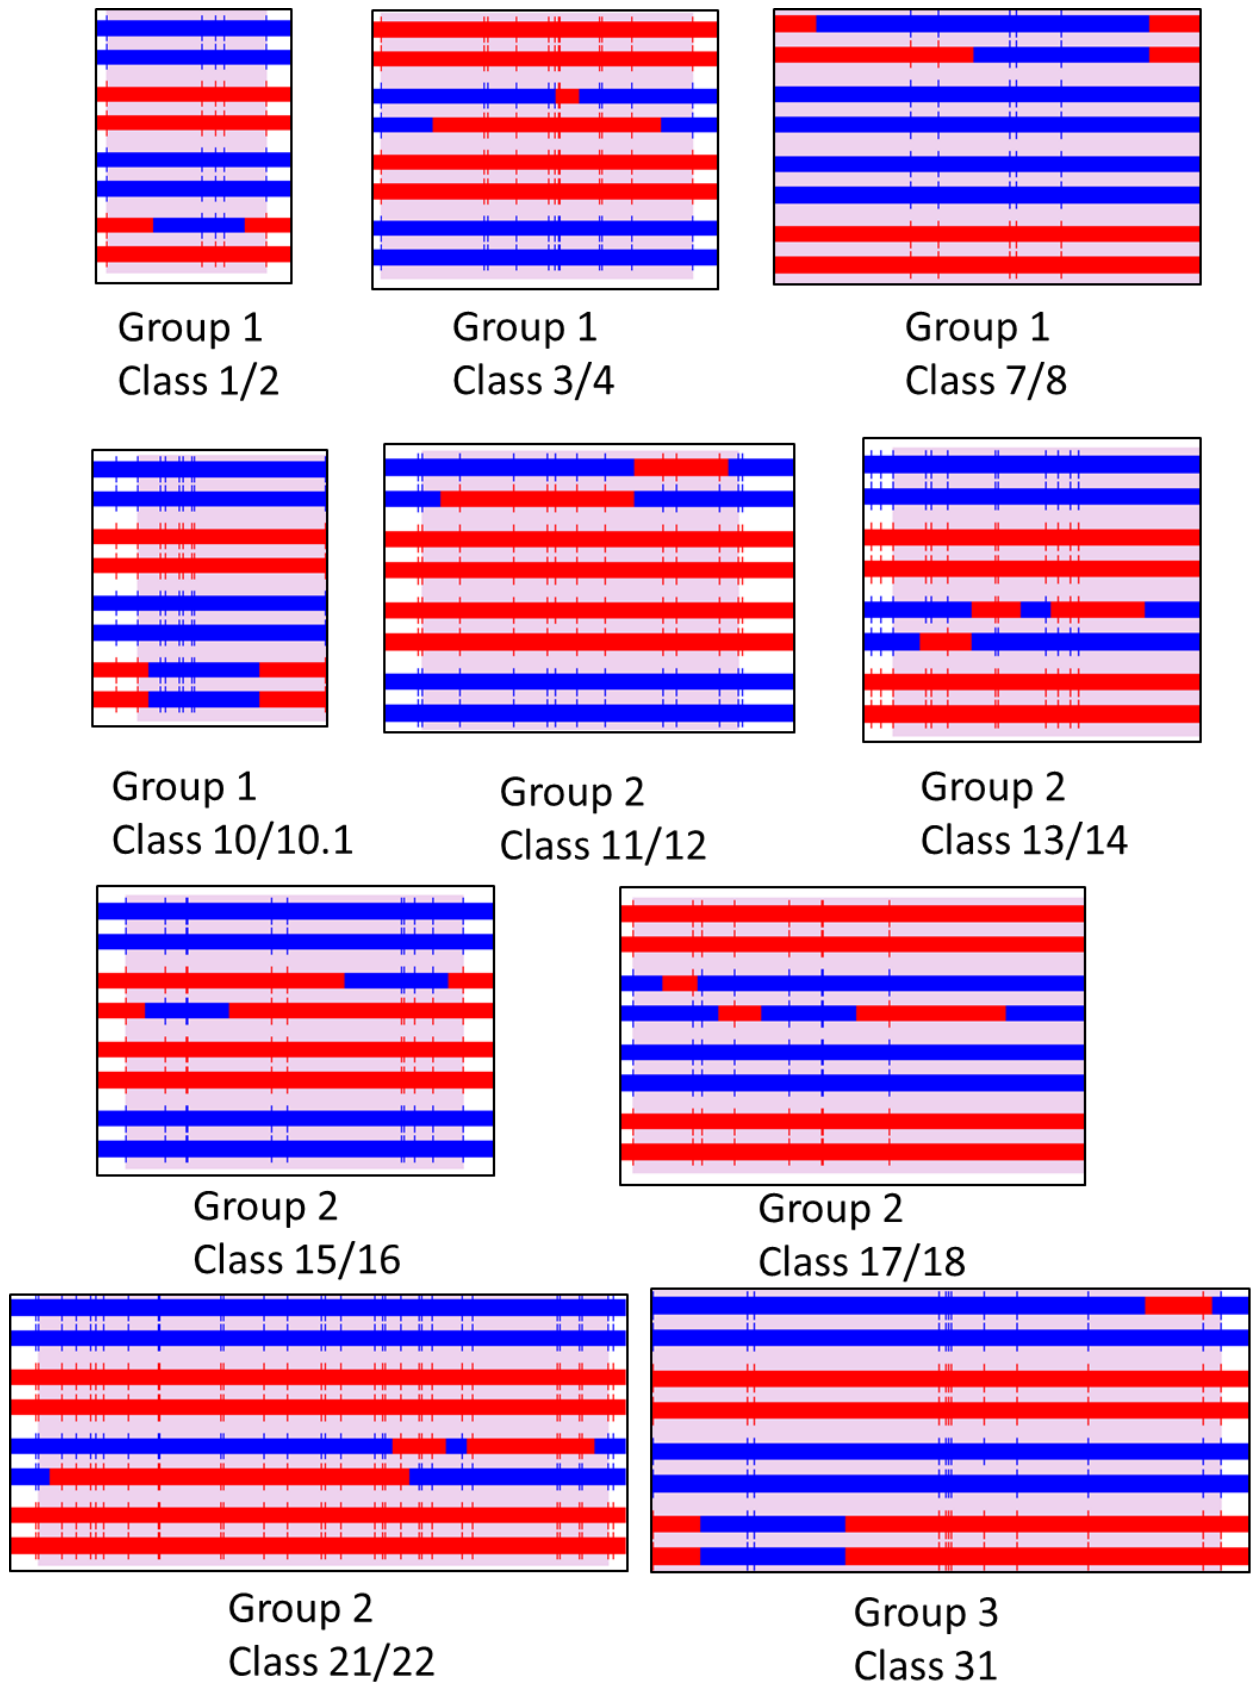 Group 1
Class 1/2
Group 1
Class 3/4
Group 1
Class 7/8
Group 1
Class 10/10.1
Group 2
Class 11/12
Group 2
Class 13/14
Group 2
Class 15/16
Group 2
Class 17/18
Group 2
Class 21/22
Group 3
Class 31